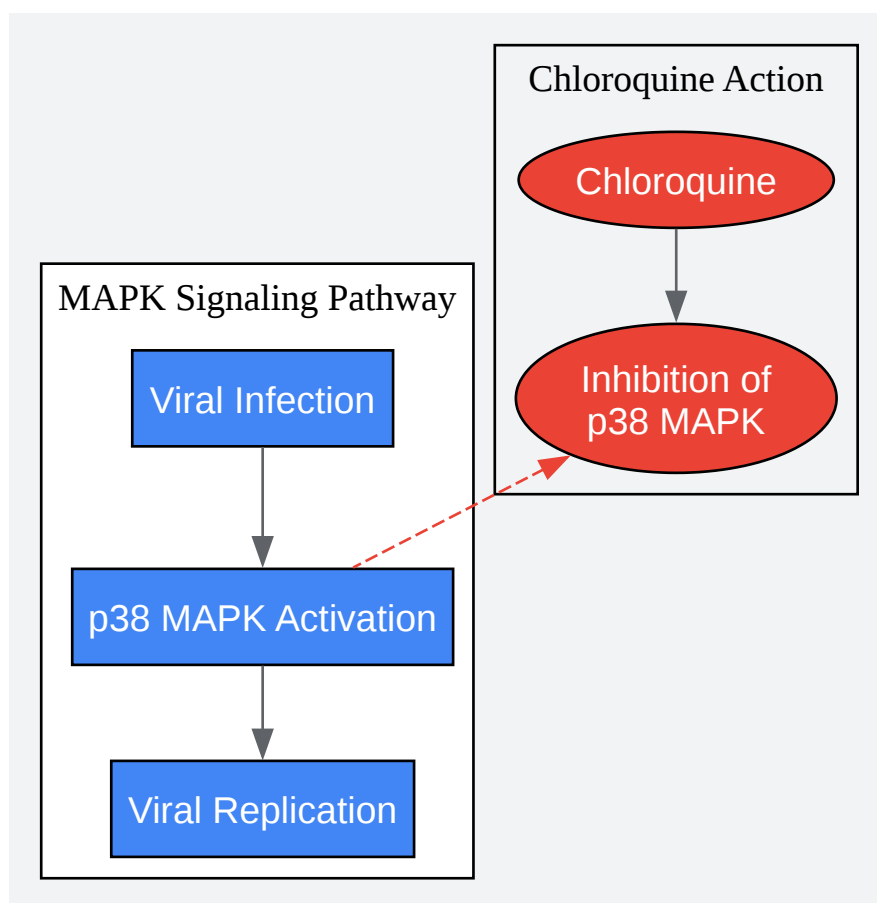 Chloroquine Action
Chloroquine
Inhibition of
p38 MAPK
MAPK Signaling Pathway
Viral Infection
p38 MAPK Activation
Viral Replication